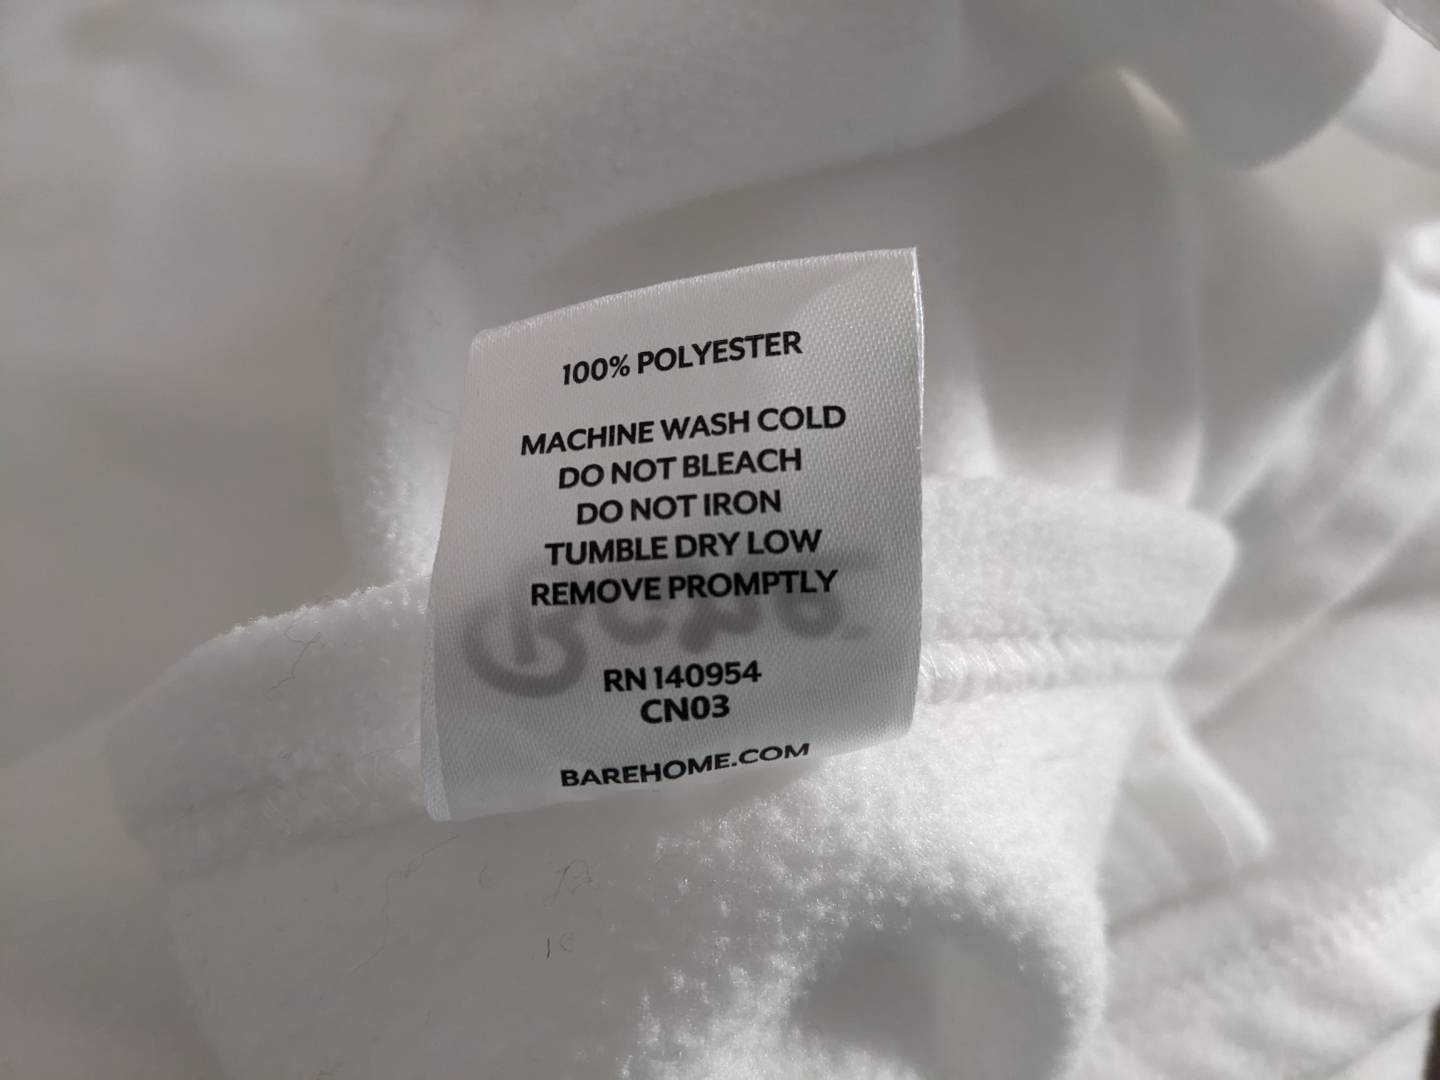 100% POLYESTER
MACHINE WASH COLD
DO NOT BLEACH
DO NOT IRON
TUMBLE DRY LOW
REMOVE PROMPTLY
RN 140954
CN03
BAREHOME.COM